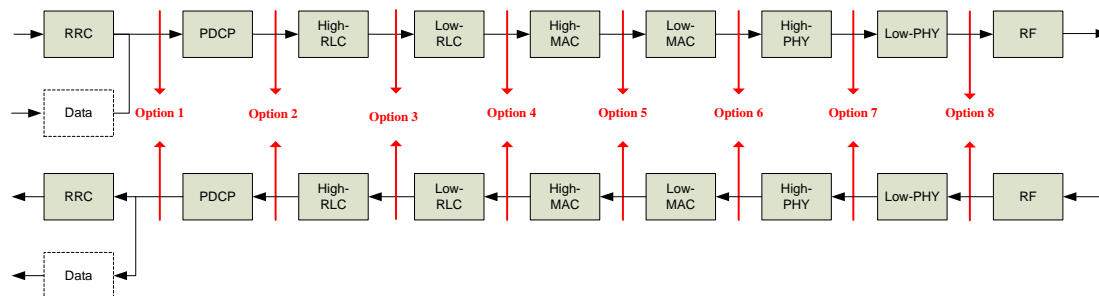 RRC
PDCP
High-
RLC
Low-
RLC
High-
MAC
Low-
MAC
High-
PHY
Low-PHY
RF
Data
Option 1
Option 2
Option 3
Option 4
Option 5
Option 6
Option 7
Option 8
RRC
PDCP
High-
RLC
Low-
RLC
High-
MAC
Low-
MAC
High-
PHY
Low-PHY
RF
Data